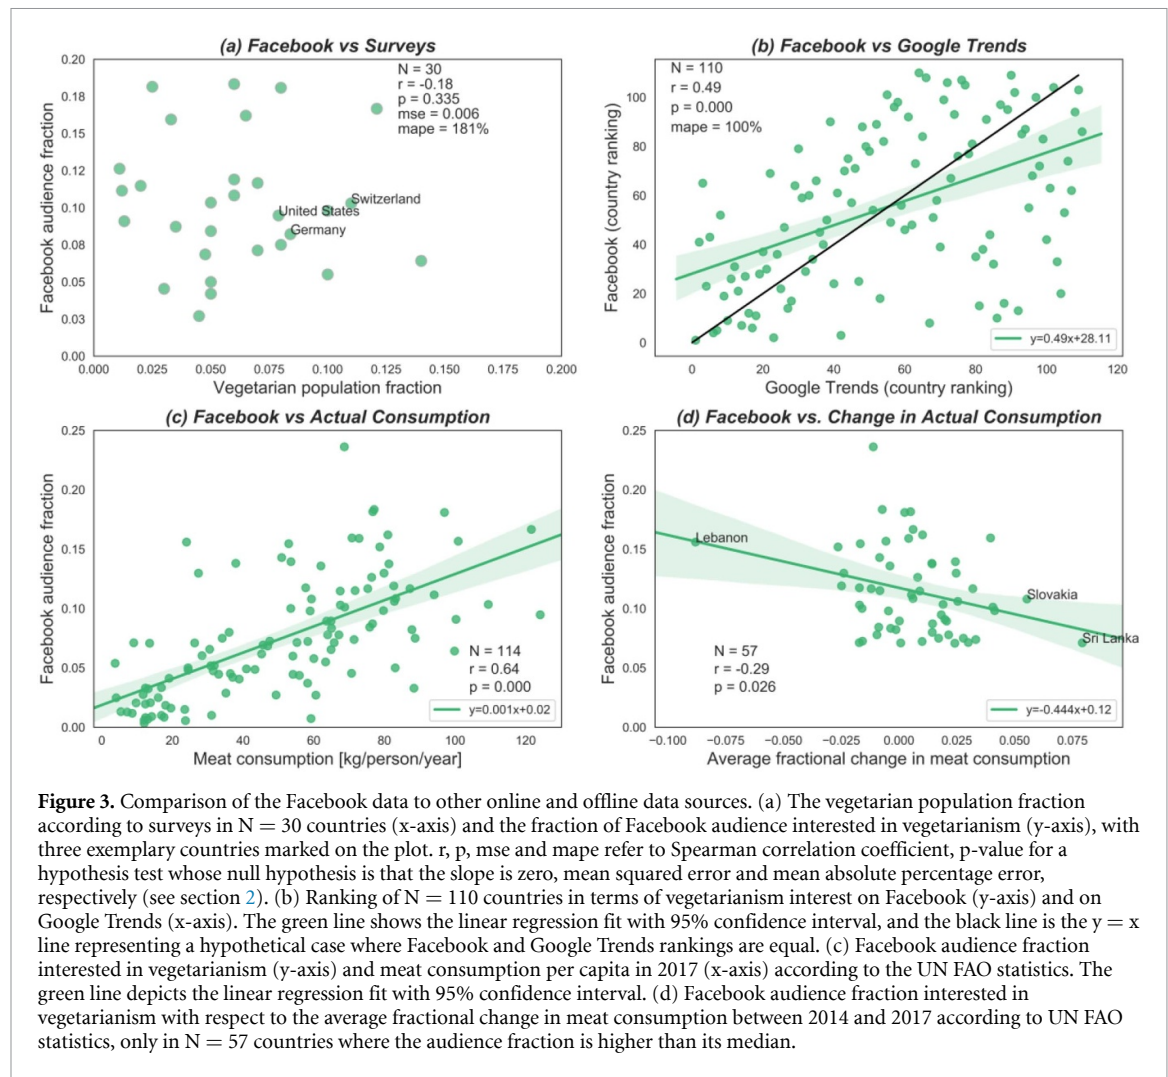 (a) Facebook vs Surveys
0.20
0.18
0.15
0.12
0.10
0.08
0.05
0.03
0.00
Facebook audience fraction
N = 30
r = -0.18
p = 0.335
mse = 0.006
mape = 181%
Switzerland
United States
Germany
0.000 0.025 0.050 0.075 0.100 0.125 0.150 0.175 0.200
Vegetarian population fraction
(b) Facebook vs Google Trends
100
80
60
40
20
0
Facebook (country ranking)
N = 110
r = 0.49
p = 0.000
mape = 100%
y=0.49x+28.11
0 20 40 60 80 100 120
Google Trends (country ranking)
(c) Facebook vs Actual Consumption
0.25
0.20
0.15
0.10
0.05
0.00
Facebook audience fraction
N = 114
r = 0.64
p = 0.000
y=0.001x+0.02
0 20 40 60 80 100 120
Meat consumption [kg/person/year]
(d) Facebook vs. Change in Actual Consumption
0.25
0.20
0.15
0.10
0.05
0.00
Facebook audience fraction
Lebanon
Slovakia
Sri Lanka
N = 57
r = -0.29
p = 0.026
y=-0.444x+0.12
−0.100 −0.075 −0.050 −0.025 0.000 0.025 0.050 0.075
Average fractional change in meat consumption
Figure 3. Comparison of the Facebook data to other online and offline data sources. (a) The vegetarian population fraction
according to surveys in N = 30 countries (x-axis) and the fraction of Facebook audience interested in vegetarianism (y-axis), with
three exemplary countries marked on the plot. r, p, mse and mape refer to Spearman correlation coefficient, p-value for a
hypothesis test whose null hypothesis is that the slope is zero, mean squared error and mean absolute percentage error,
respectively (see section 2). (b) Ranking of N = 110 countries in terms of vegetarianism interest on Facebook (y-axis) and on
Google Trends (x-axis). The green line shows the linear regression fit with 95% confidence interval, and the black line is the y = x
line representing a hypothetical case where Facebook and Google Trends rankings are equal. (c) Facebook audience fraction
interested in vegetarianism (y-axis) and meat consumption per capita in 2017 (x-axis) according to the UN FAO statistics. The
green line depicts the linear regression fit with 95% confidence interval. (d) Facebook audience fraction interested in
vegetarianism with respect to the average fractional change in meat consumption between 2014 and 2017 according to UN FAO
statistics, only in N = 57 countries where the audience fraction is higher than its median.